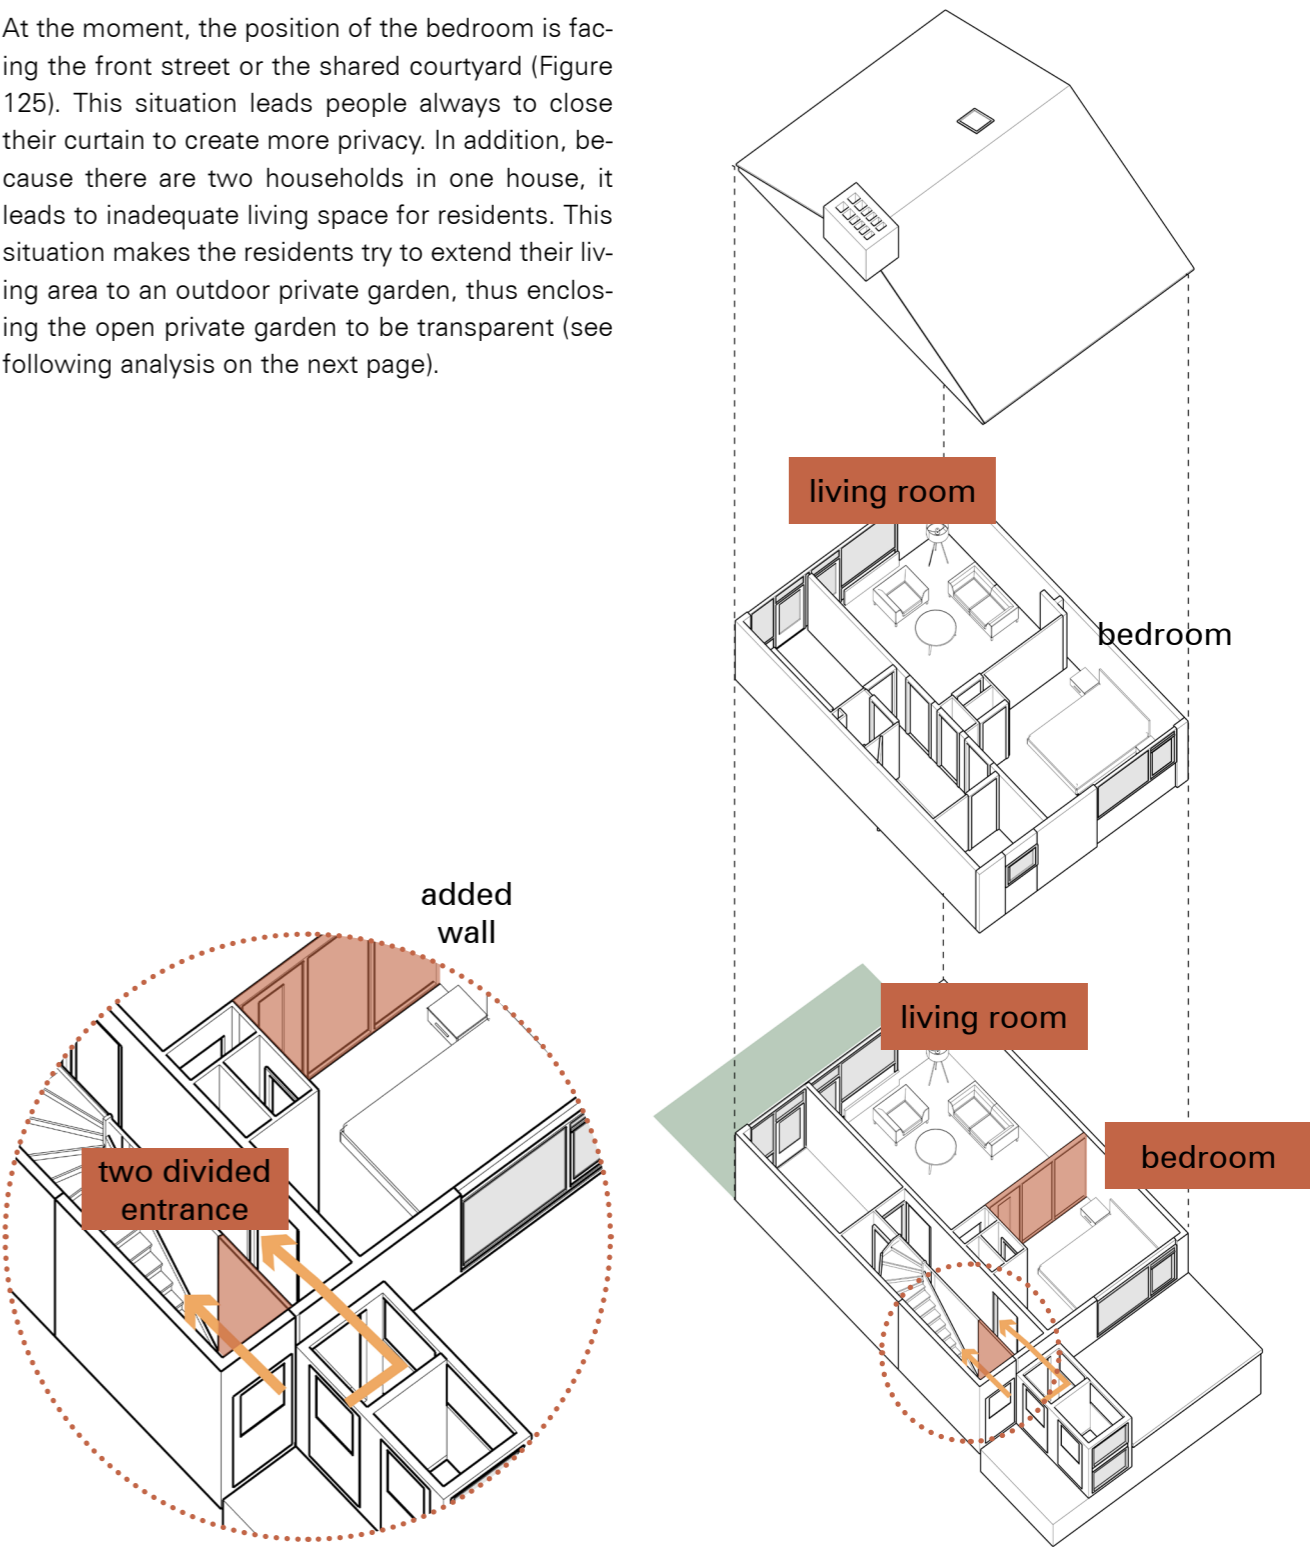 At the moment, the position of the bedroom is fac-
ing the front street or the shared courtyard (Figure
125). This situation leads people always to close
their curtain to create more privacy. In addition, be-
cause there are two households in one house, it
leads to inadequate living space for residents. This
situation makes the residents try to extend their liv-
ing area to an outdoor private garden, thus enclos-
ing the open private garden to be transparent (see
following analysis on the next page).
living room
bedroom
added
wall
living room
bedroom
two divided
entrance